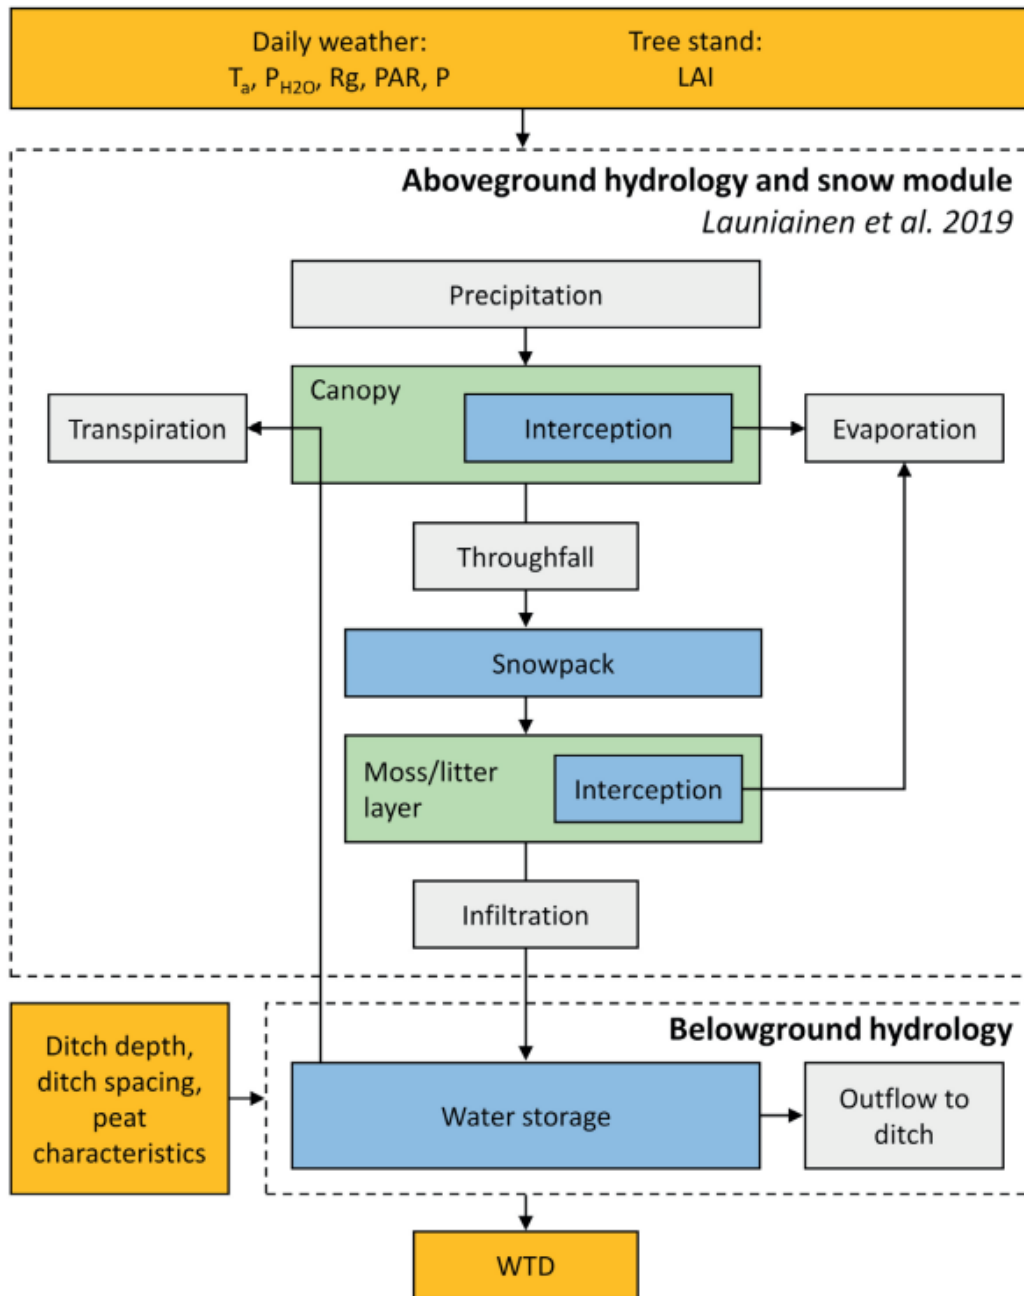 Daily weather:
T_a, P_H2O, Rg, PAR, P
Tree stand:
LAI
Aboveground hydrology and snow module
Launiainen et al. 2019
Precipitation
Canopy
Interception
Transpiration
Evaporation
Throughfall
Snowpack
Moss/litter
layer
Interception
Infiltration
Ditch depth,
ditch spacing,
peat
characteristics
Belowground hydrology
Water storage
Outflow to
ditch
WTD